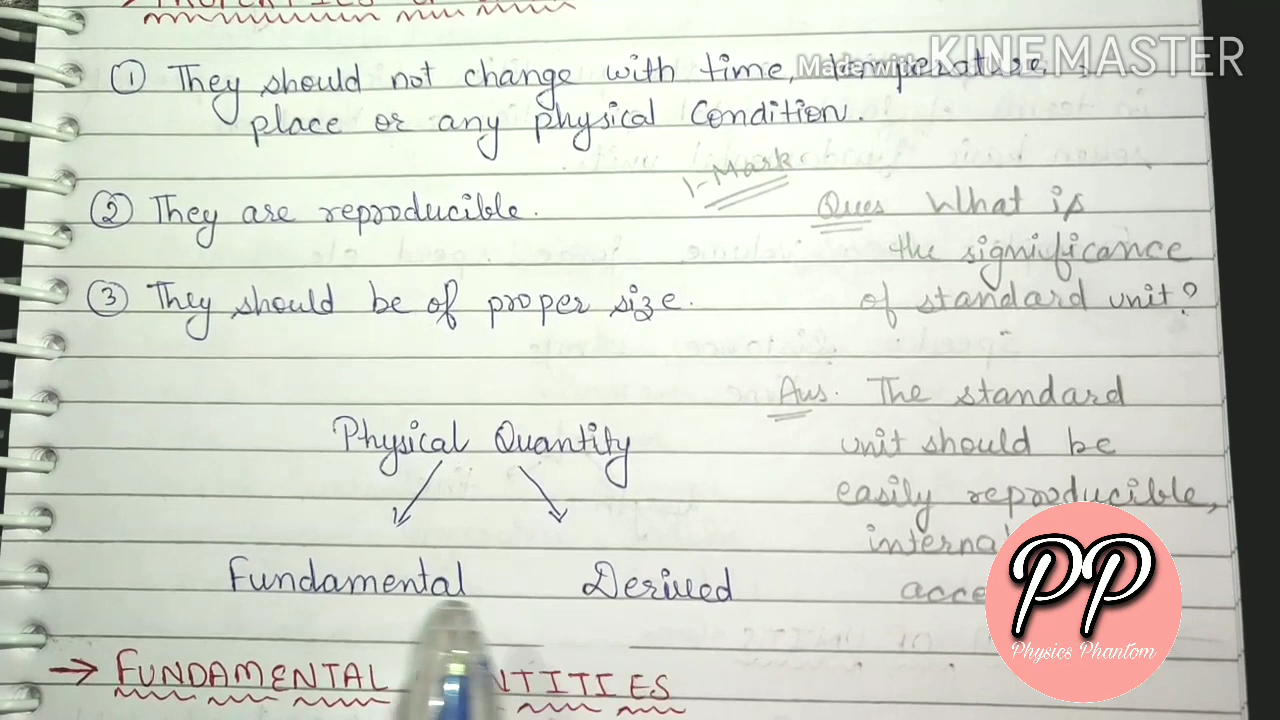 ① They should not change with time, temperature,
place or any physical Condition.
② They are reproducible.
③ They should be of proper size.
1-Mark
Ques What is
the significance
of standard unit?
Ans. The standard
unit should be
easily reproducible,
Physical Quantity
Fundamental Derived
→ FUNDAMENTAL
Made with KINEMASTER
PP
Physics Phantom